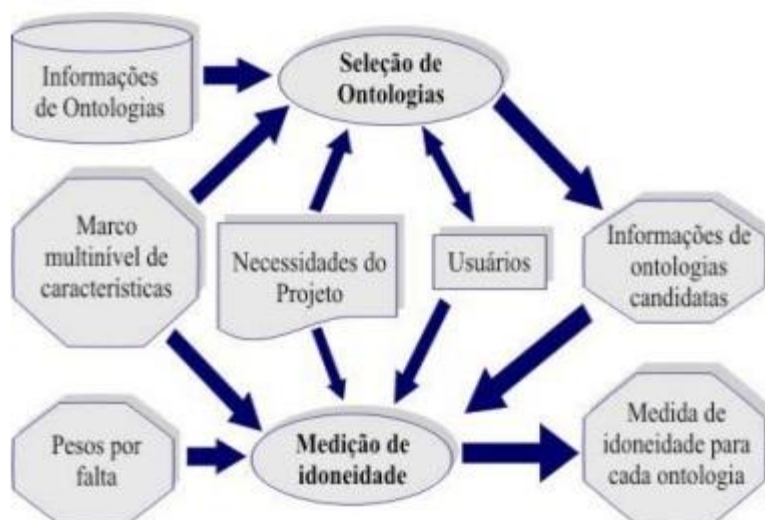 Informações
de Ontologias
Seleção de
Ontologias
Marco
multinível de
características
Necessidades do
Projeto
Usuários
Informações de
ontologias
candidatas
Pesos por
falta
Medição de
idoneidade
Medida de
idoneidade para
cada ontologia